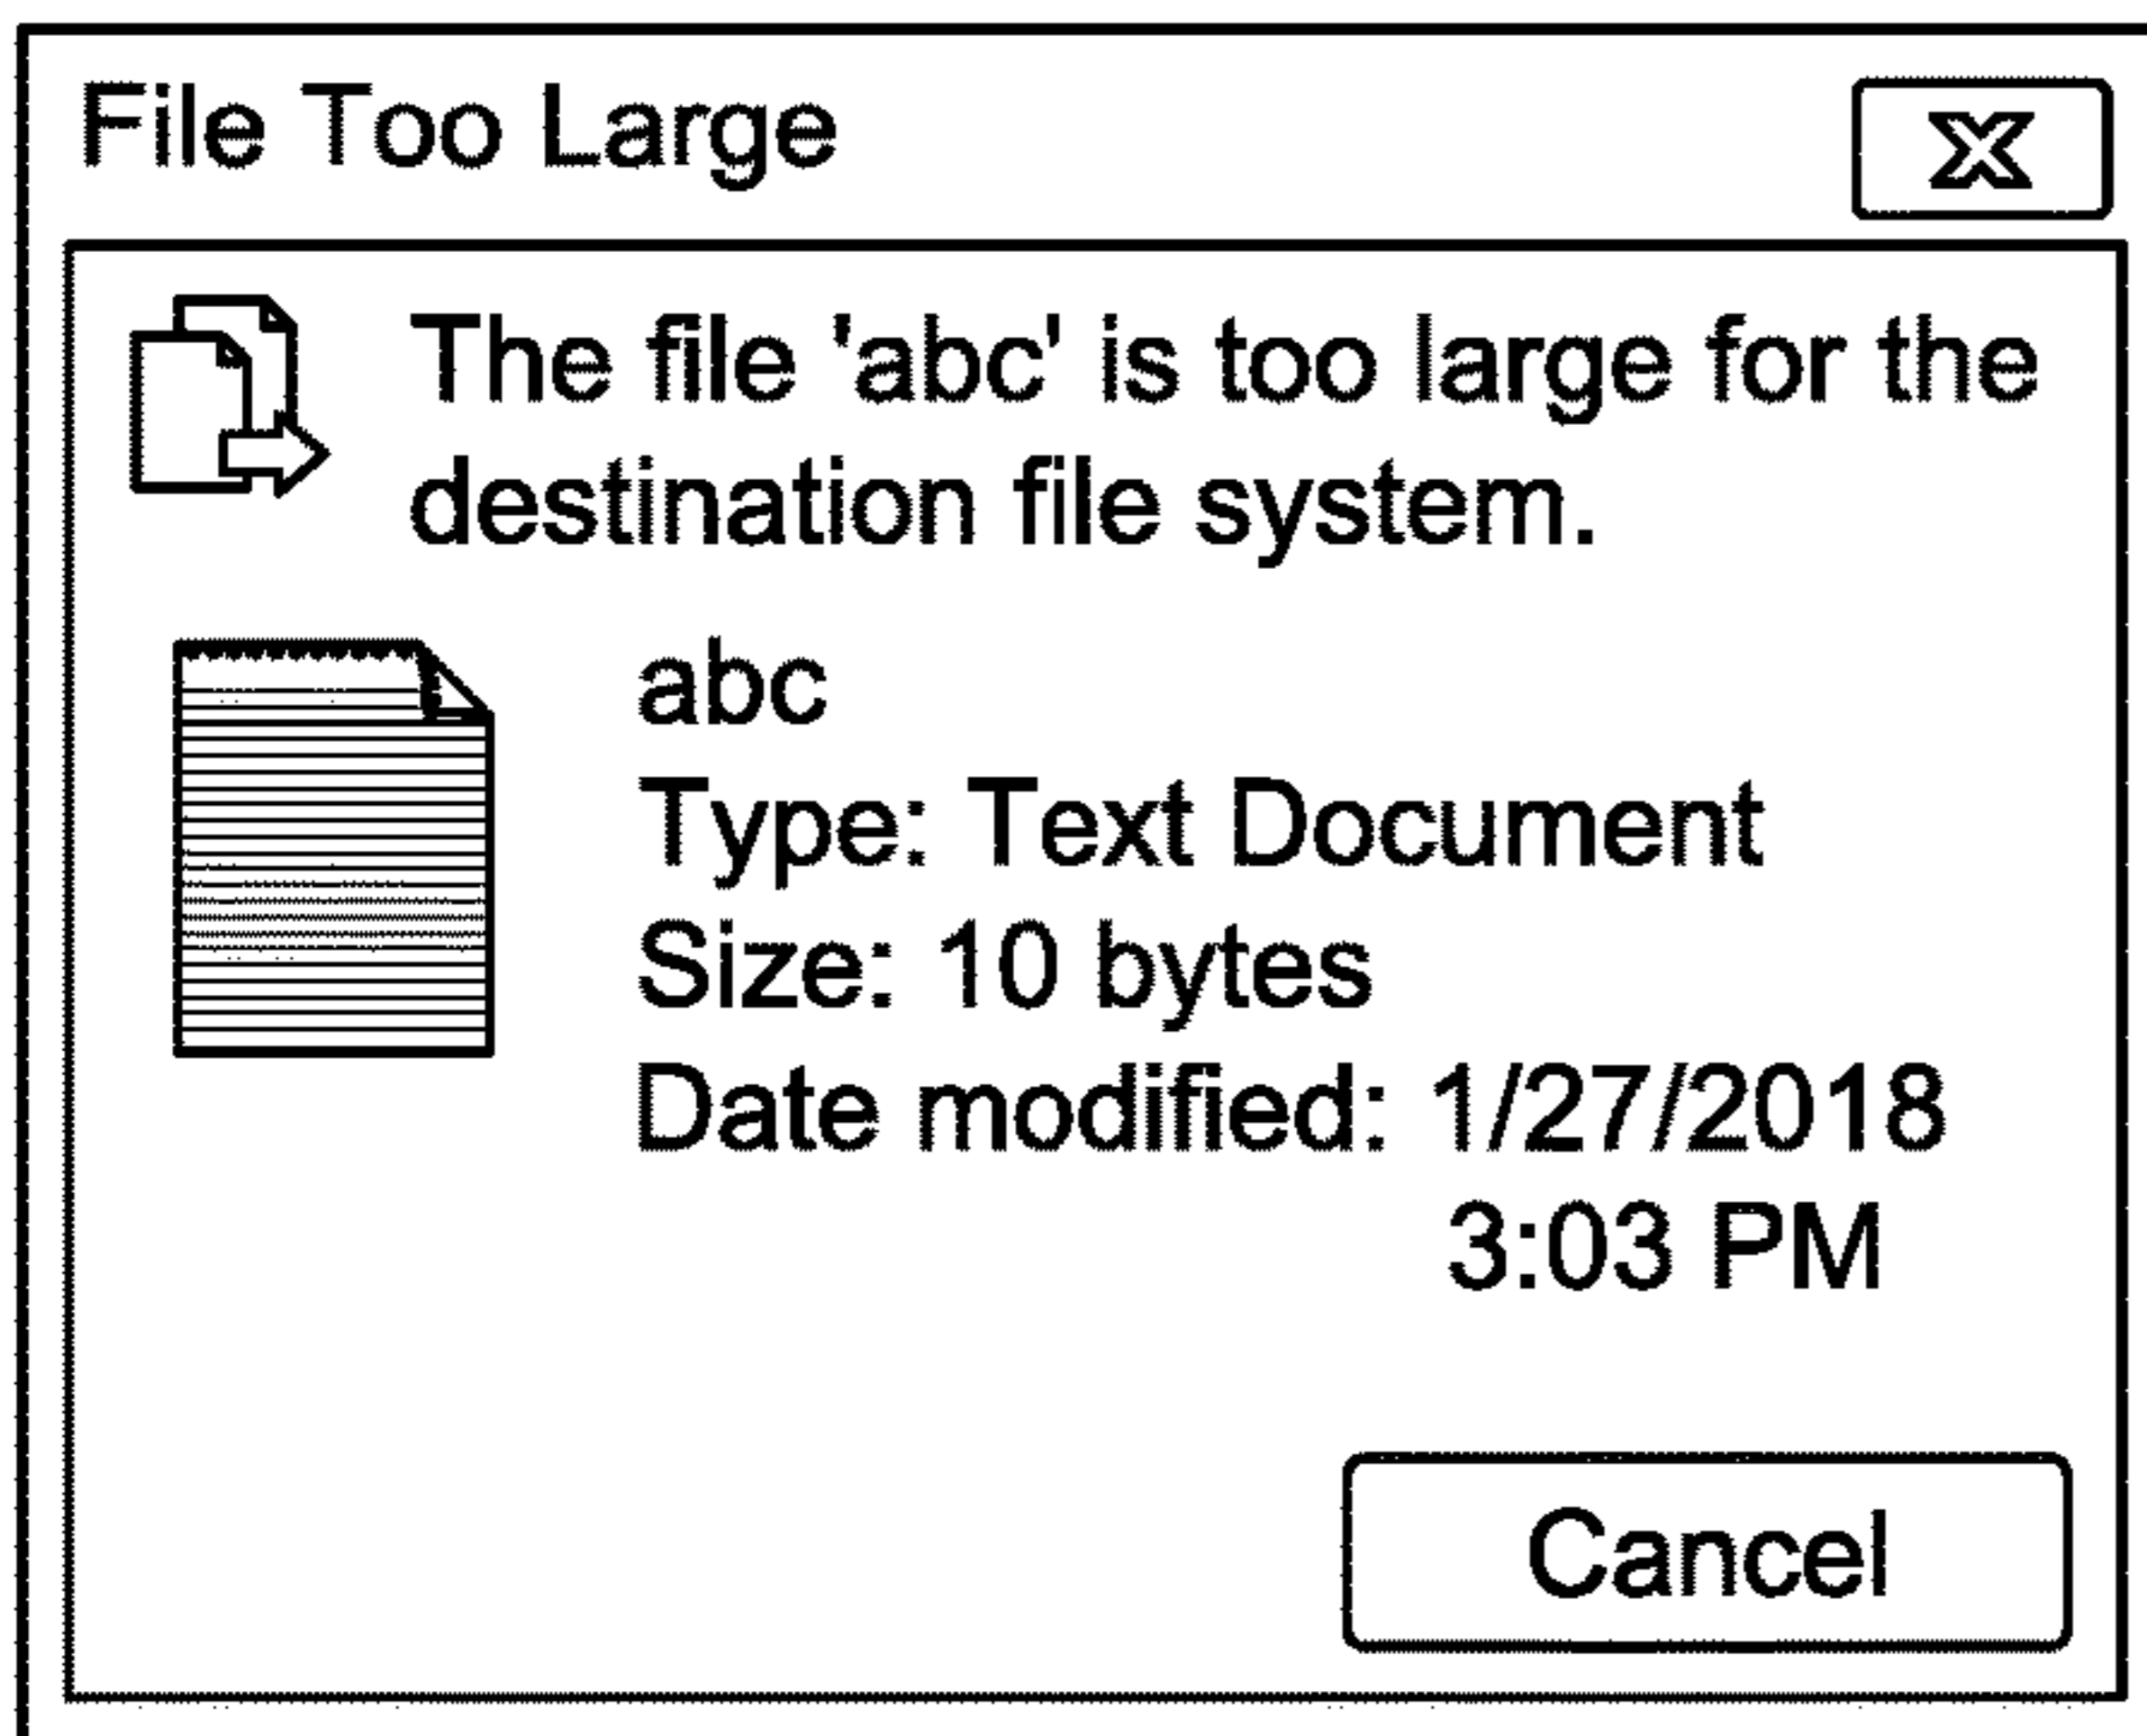 File Too Large
X
The file 'abc' is too large for the
destination file system.
abc
Type: Text Document
Size: 10 bytes
Date modified: 1/27/2018
3:03 PM
Cancel